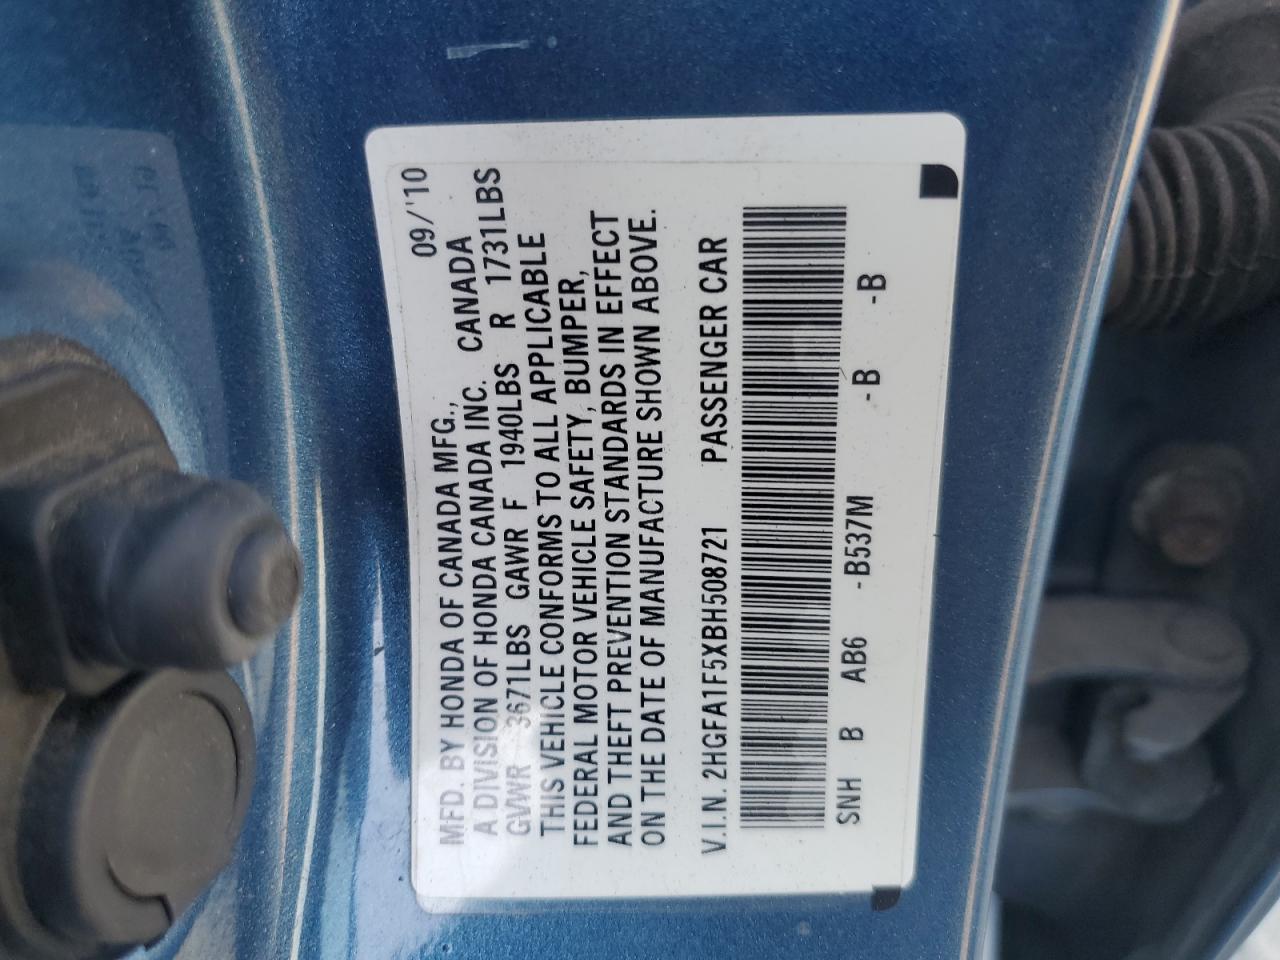 09/'10
MFD. BY HONDA OF CANADA MFG.,
A DIVISION OF HONDA CANADA INC. CANADA
GVWR 3671LBS GAWR F 1940LBS R 1731LBS
THIS VEHICLE CONFORMS TO ALL APPLICABLE
FEDERAL MOTOR VEHICLE SAFETY, BUMPER,
AND THEFT PREVENTION STANDARDS IN EFFECT
ON THE DATE OF MANUFACTURE SHOWN ABOVE.
V.I.N. 2HGFA1F5XBH508721 PASSENGER CAR
SNH B AB6 -B537M -B -B